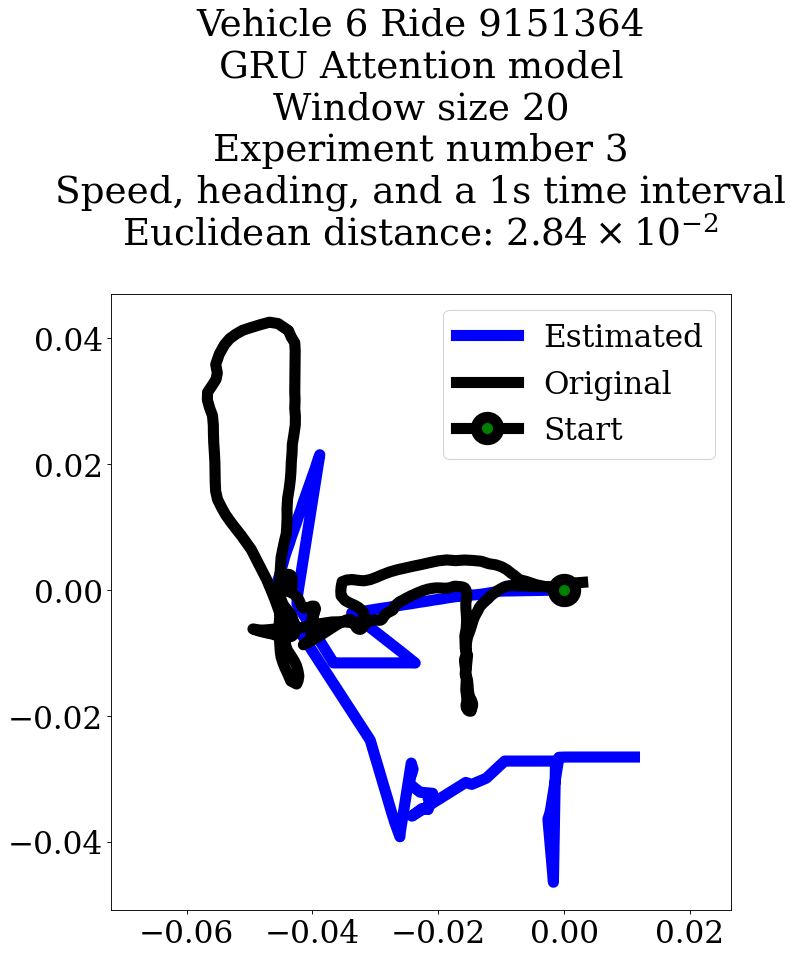 Vehicle 6 Ride 9151364
GRU Attention model
Window size 20
Experiment number 3
Speed, heading, and a 1s time interval
Euclidean distance: 2.84 × 10⁻²
Estimated
Original
Start
0.04
0.02
0.00
−0.02
−0.04
−0.06 −0.04 −0.02 0.00 0.02